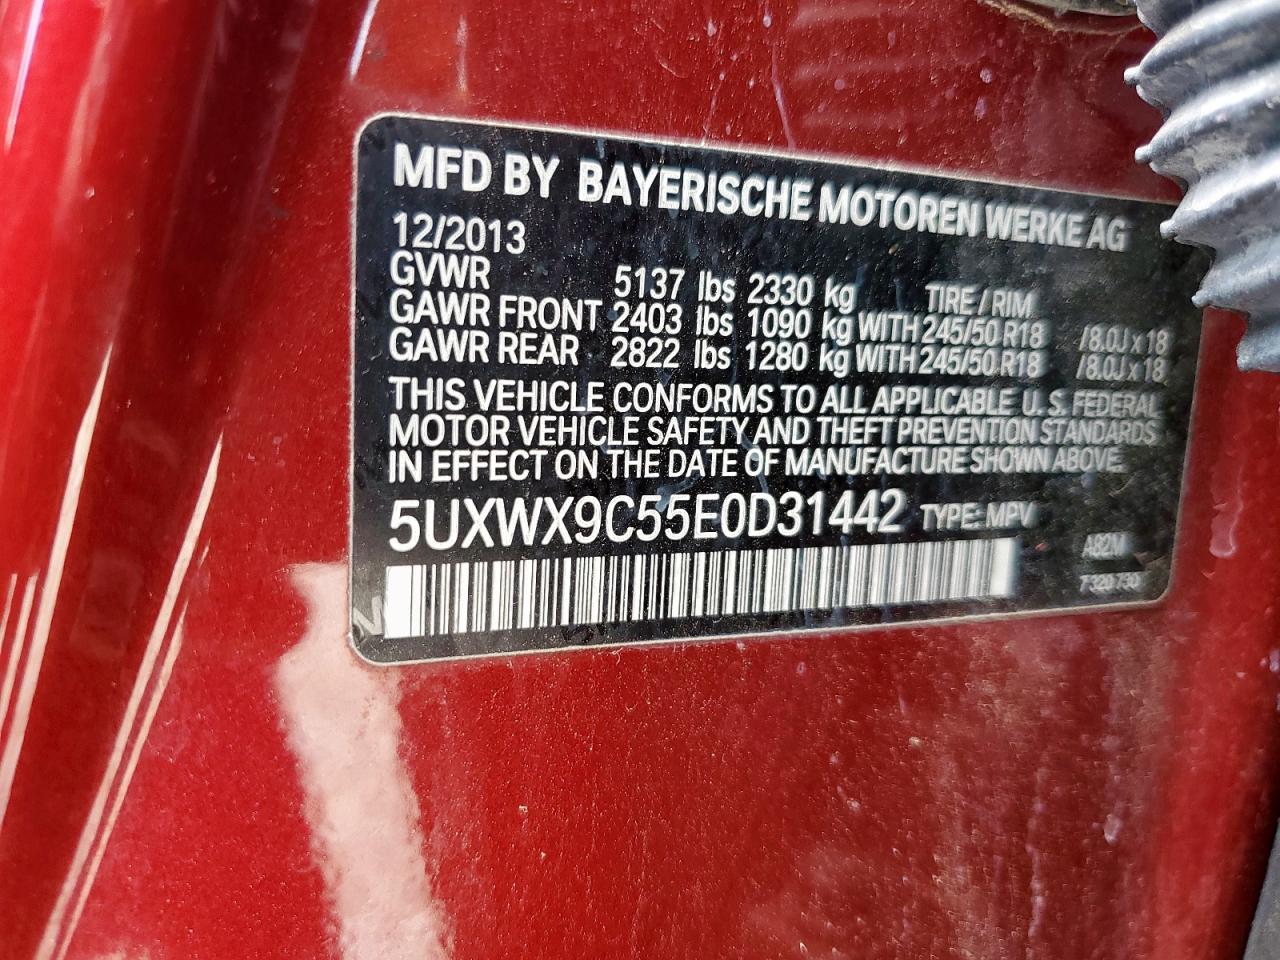 MFD BY BAYERISCHE MOTOREN WERKE AG
12/2013
GVWR 5137 lbs 2330 kg TIRE / RIM
GAWR FRONT 2403 lbs 1090 kg WITH 245/50 R18 /8.0J x 18
GAWR REAR 2822 lbs 1280 kg WITH 245/50 R18 /8.0J x 18
THIS VEHICLE CONFORMS TO ALL APPLICABLE U.S. FEDERAL
MOTOR VEHICLE SAFETY AND THEFT PREVENTION STANDARDS
IN EFFECT ON THE DATE OF MANUFACTURE SHOWN ABOVE.
5UXWX9C55E0D31442 TYPE: MPV
A82M
7 320 730